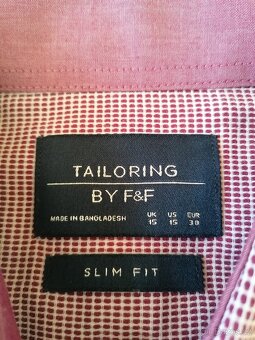 TAILORING
BY F&F
MADE IN BANGLADESH
UK US EUR
15 15 38
SLIM FIT